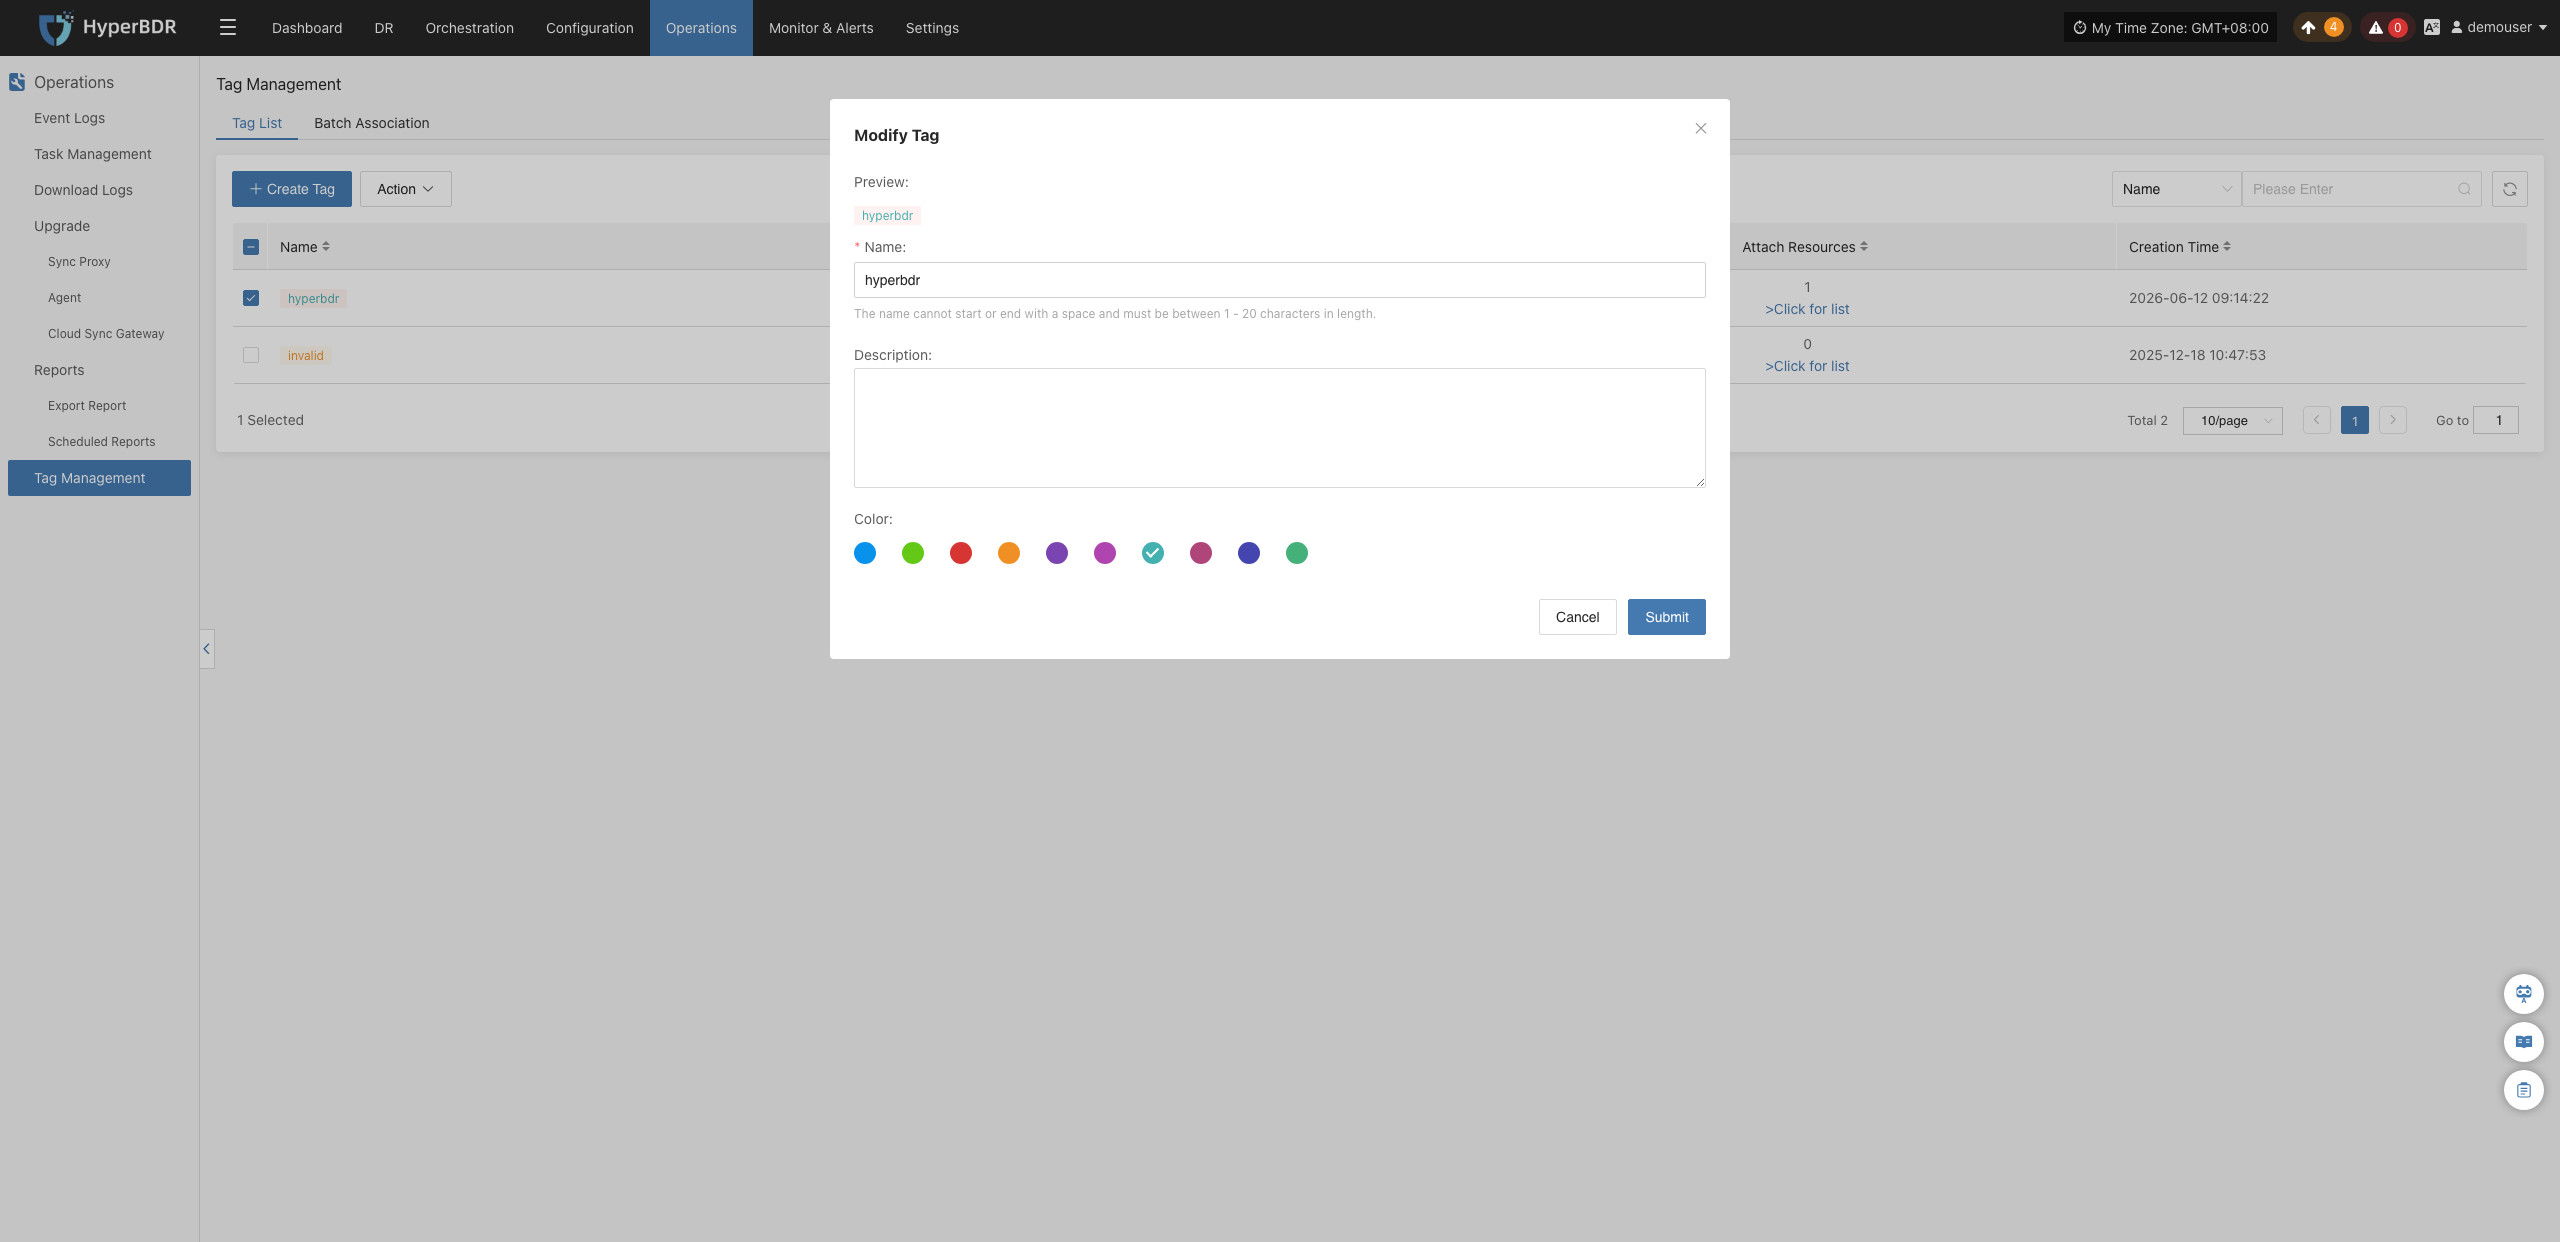 HyperBDR
Dashboard
DR
Orchestration
Configuration
Operations
Monitor & Alerts
Settings
My Time Zone: GMT+08:00
4
0
demouser
Operations
Event Logs
Task Management
Download Logs
Upgrade
Sync Proxy
Agent
Cloud Sync Gateway
Reports
Export Report
Scheduled Reports
Tag Management
Tag Management
Tag List
Batch Association
Create Tag
Action
Name
Please Enter
Name
Attach Resources
Creation Time
hyperbdr
1
>Click for list
2026-06-12 09:14:22
invalid
0
>Click for list
2025-12-18 10:47:53
1 Selected
Total 2
10/page
1
Go to
1
Modify Tag
Preview:
hyperbdr
* Name:
hyperbdr
The name cannot start or end with a space and must be between 1 - 20 characters in length.
Description:
Color:
Cancel
Submit